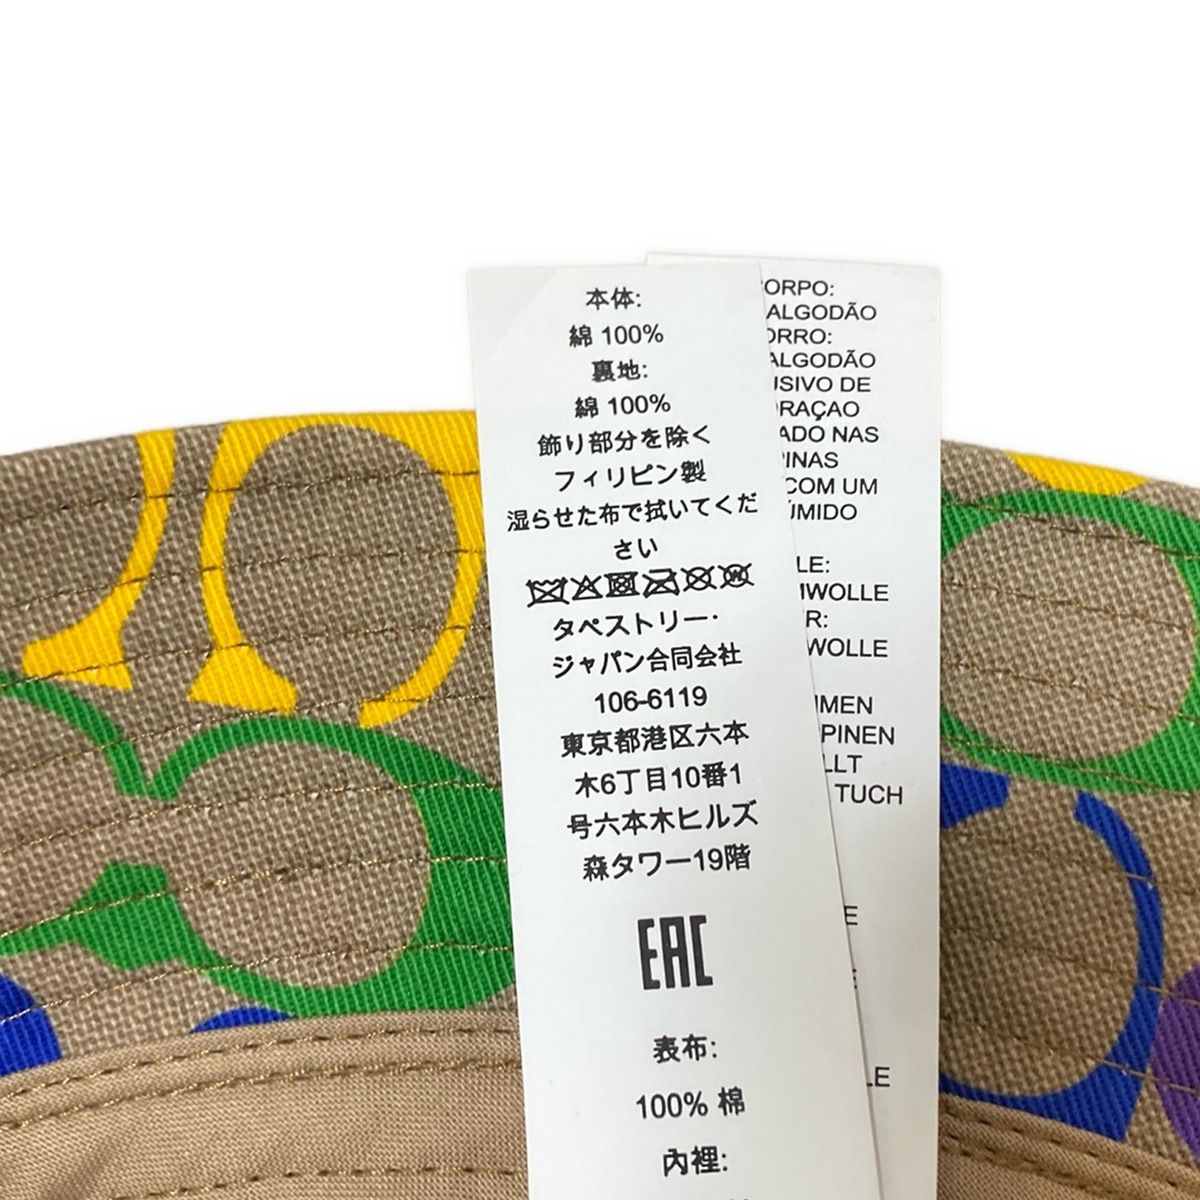 本体:
綿 100%
裏地:
綿 100%
飾り部分を除く
フィリピン製
湿らせた布で拭いてくだ
さい
タペストリー·
ジャパン合同会社
106-6119
東京都港区六本
木6丁目10番1
号六本木ヒルズ
森タワー19階
EAC
表布:
100% 棉
內裡:
ORPO:
ALGODÃO
ORRO:
ALGODÃO
USIVO DE
ORAÇAO
ADO NAS
PINAS
COM UM
ÚMIDO
LE:
MWOLLE
R:
WOLLE
MEN
PINEN
LLT
TUCH
E
E
LE